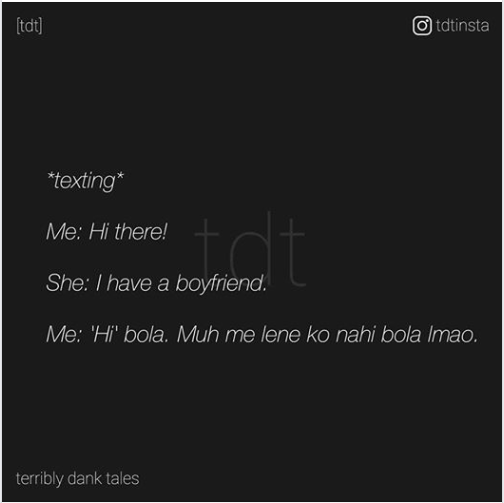 [tdt]
tdtinsta
*texting*
Me: Hi there!
tdt
She: I have a boyfriend.
Me: 'Hi' bola. Muh me lene ko nahi bola lmao.
terribly dank tales